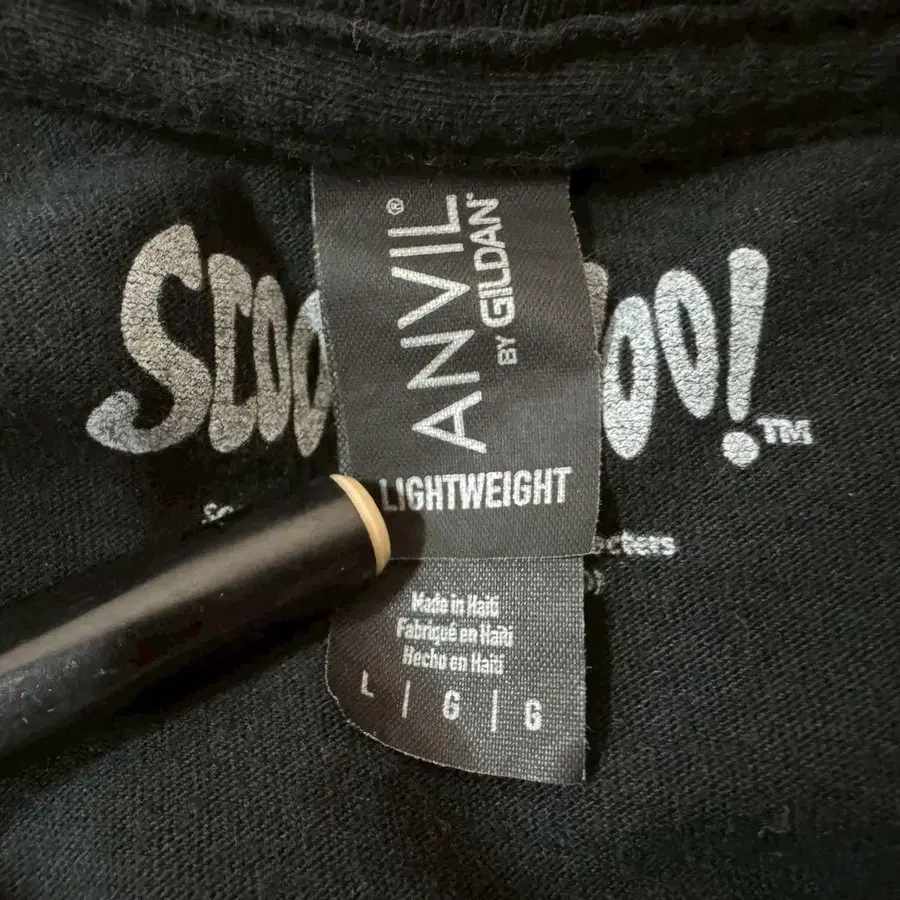 ANVIL®
BY GILDAN®
LIGHTWEIGHT
Made in Haiti
Fabriqué en Haïti
Hecho en Haití
L | G | G
Scoo oo!™